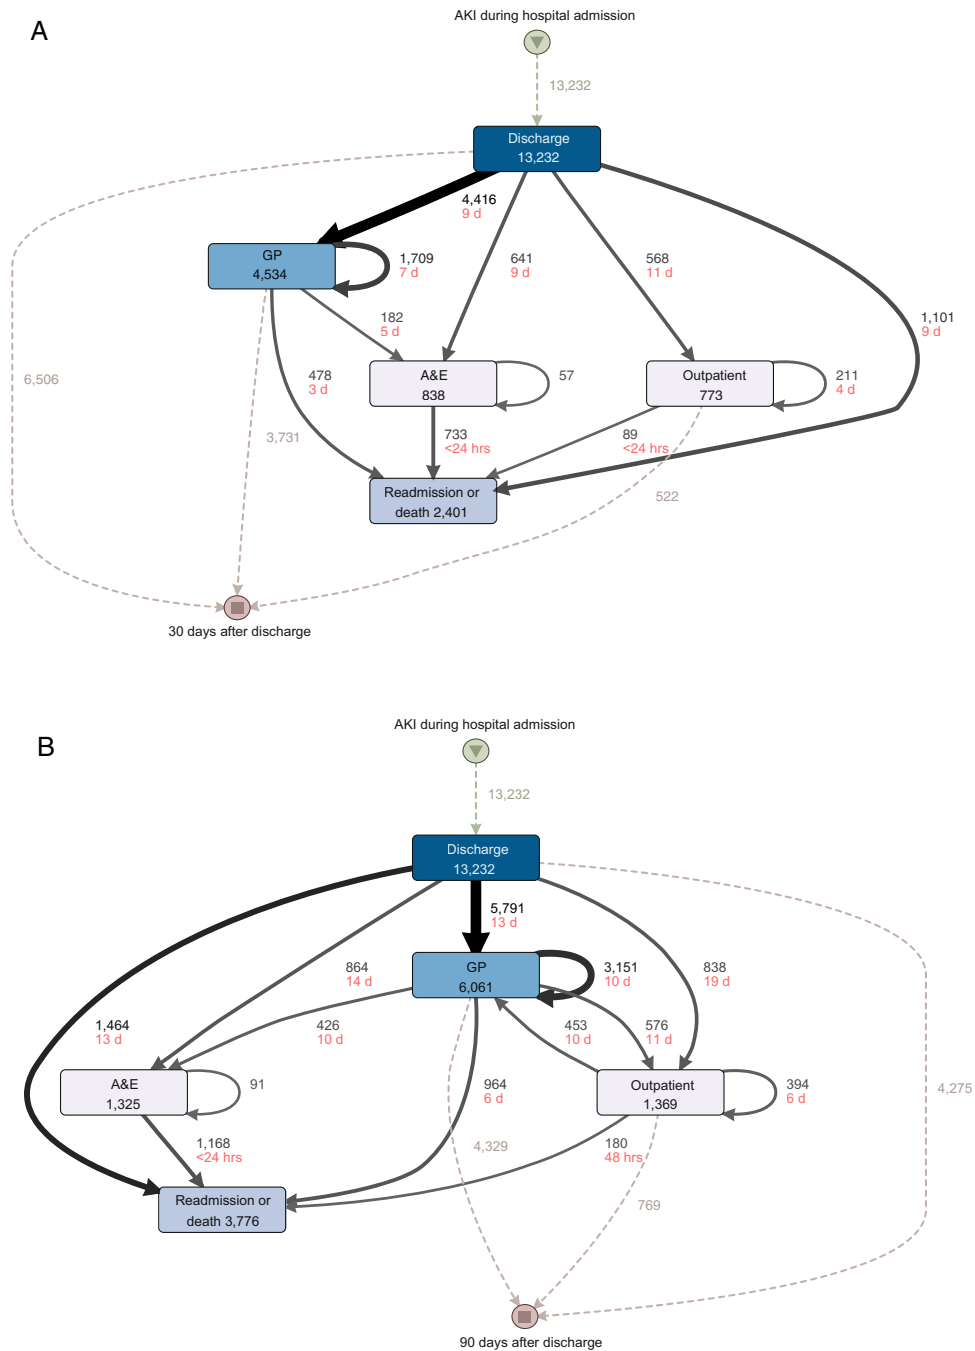 A
AKI during hospital admission
13,232
Discharge
13,232
4,416
9 d
GP
4,534
1,709
7 d
641
9 d
568
11 d
1,101
9 d
182
5 d
6,506
478
3 d
A&E
838
57
Outpatient
773
211
4 d
3,731
733
<24 hrs
89
<24 hrs
Readmission or
death 2,401
522
30 days after discharge
B
AKI during hospital admission
13,232
Discharge
13,232
5,791
13 d
GP
6,061
3,151
10 d
864
14 d
838
19 d
1,464
13 d
426
10 d
453
10 d
576
11 d
A&E
1,325
91
964
6 d
Outpatient
1,369
394
6 d
4,275
1,168
<24 hrs
4,329
180
48 hrs
Readmission or
death 3,776
769
90 days after discharge